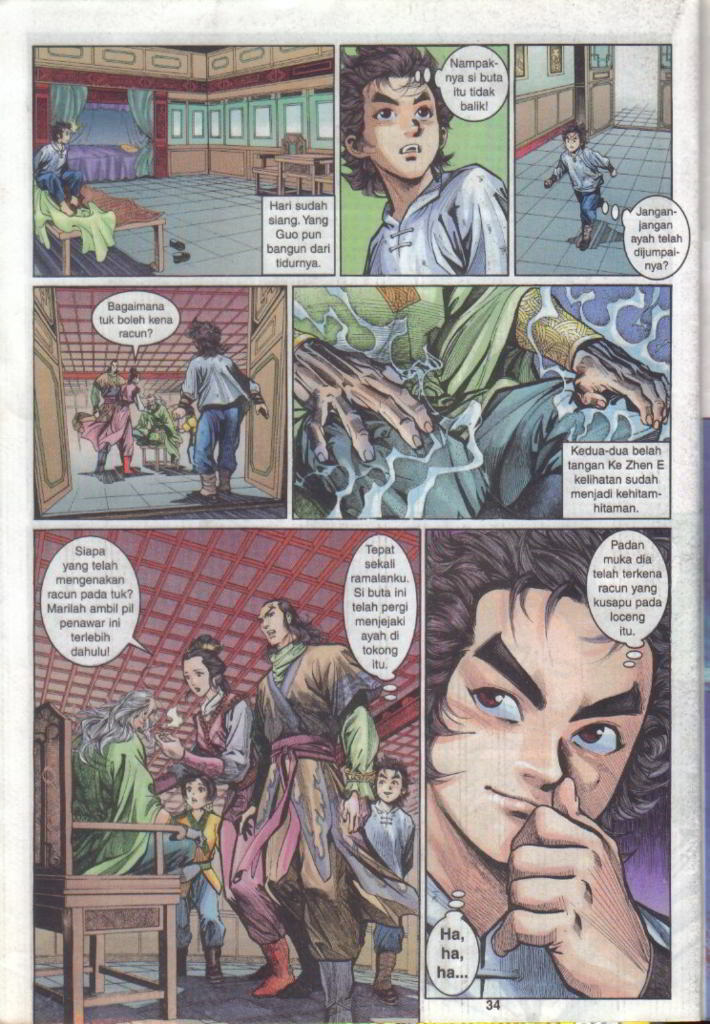 Hari sudah
siang. Yang
Guo pun
bangun dari
tidurnya.
Nampak-
nya si buta
itu tidak
balik!
Jangan-
jangan
ayah telah
dijumpai-
nya?
Bagaimana
tuk boleh kena
racun?
Kedua-dua belah
tangan Ke Zhen E
kelihatan sudah
menjadi kehitam-
hitaman.
Siapa
yang telah
mengenakan
racun pada tuk?
Marilah ambil pil
penawar ini
terlebih
dahulu!
Tepat
sekali
ramalanku.
Si buta ini
telah pergi
menjejaki
ayah di
tokong
itu.
Padan
muka dia
telah terkena
racun yang
kusapu pada
loceng
itu.
Ha,
ha,
ha...
34